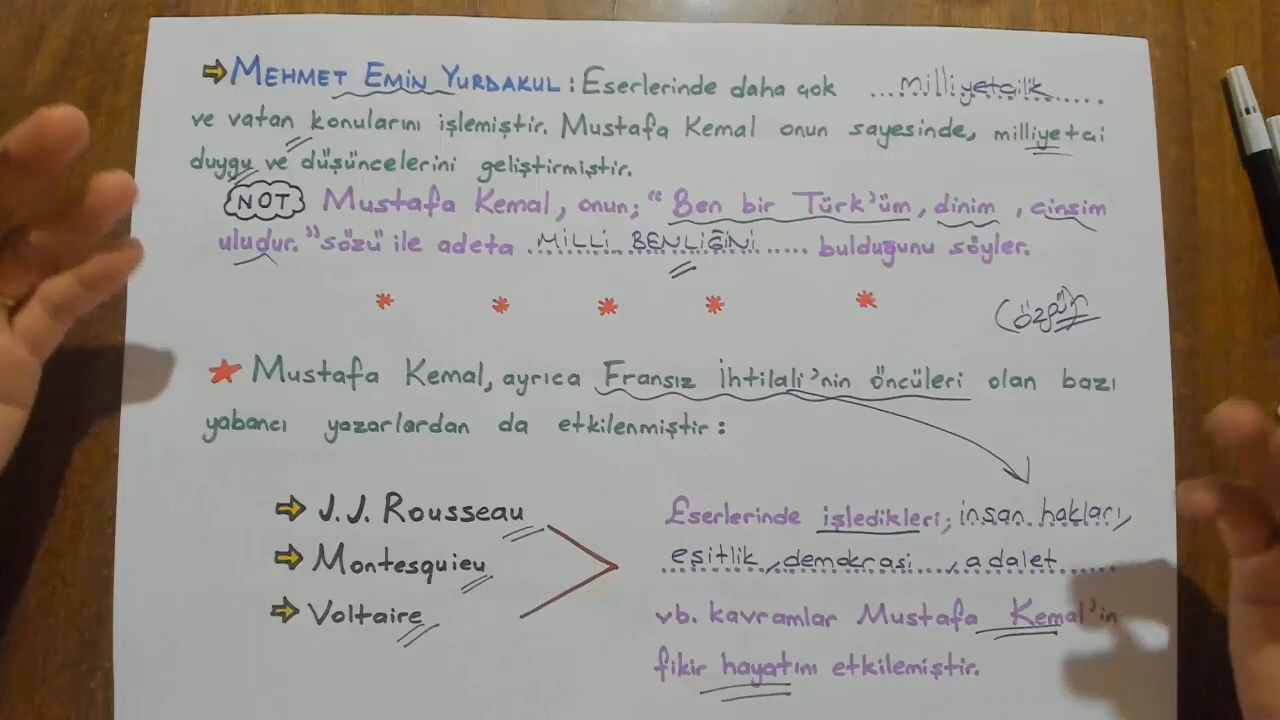 MEHMET EMİN YURDAKUL : Eserlerinde daha çok milliyetçilik
ve vatan konularını işlemiştir. Mustafa Kemal onun sayesinde, milliyetçi
duygu ve düşüncelerini geliştirmiştir.
NOT Mustafa Kemal, onun; "Ben bir Türk'üm, dinim, cinsim
uludur." sözü ile adeta MİLLİ BENLİĞİNİ bulduğunu söyler.
Mustafa Kemal, ayrıca Fransız İhtilali'nin öncüleri olan bazı
yabancı yazarlardan da etkilenmiştir :
J.J. Rousseau
Montesquieu
Voltaire
Eserlerinde işledikleri; insan hakları,
eşitlik, demokrasi, adalet
vb. kavramlar Mustafa Kemal'in
fikir hayatını etkilemiştir.